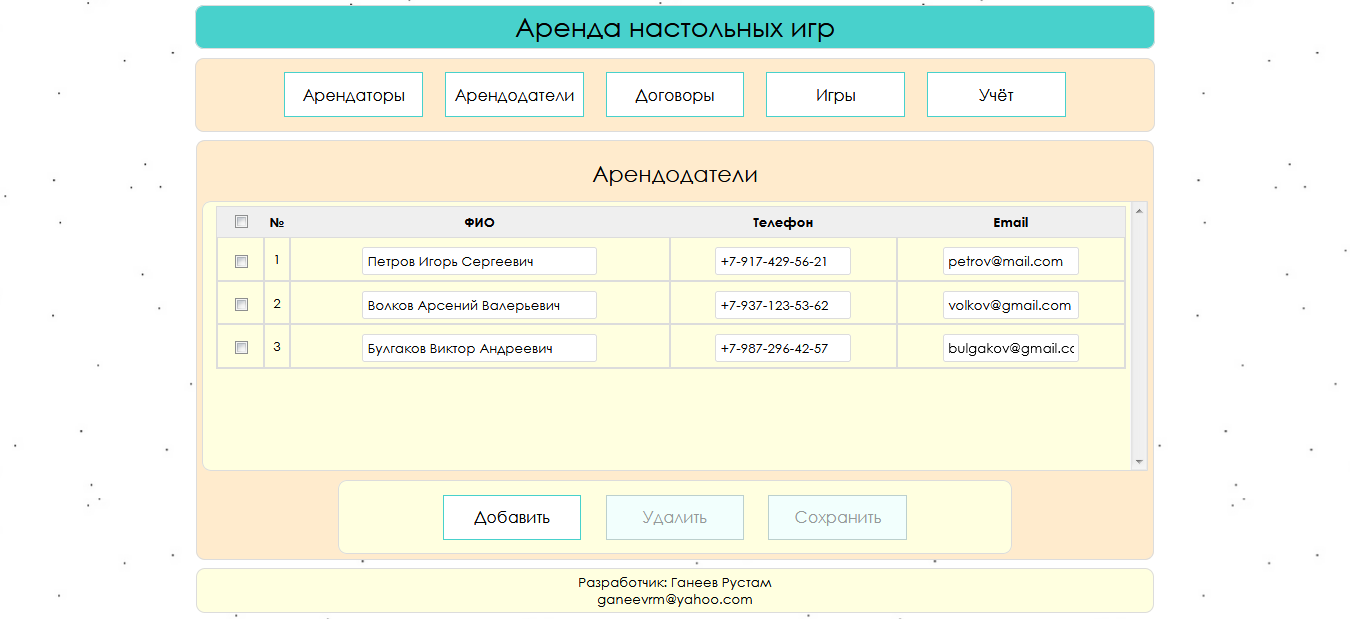 Аренда настольных игр
Арендаторы Арендодатели Договоры Игры Учёт
Арендодатели
№ ФИО Телефон Email
1 Петров Игорь Сергеевич +7-917-429-56-21 petrov@mail.com
2 Волков Арсений Валерьевич +7-937-123-53-62 volkov@gmail.com
3 Булгаков Виктор Андреевич +7-987-296-42-57 bulgakov@gmail.cc
Добавить Удалить Сохранить
Разработчик: Ганеев Рустам
ganeevrm@yahoo.com